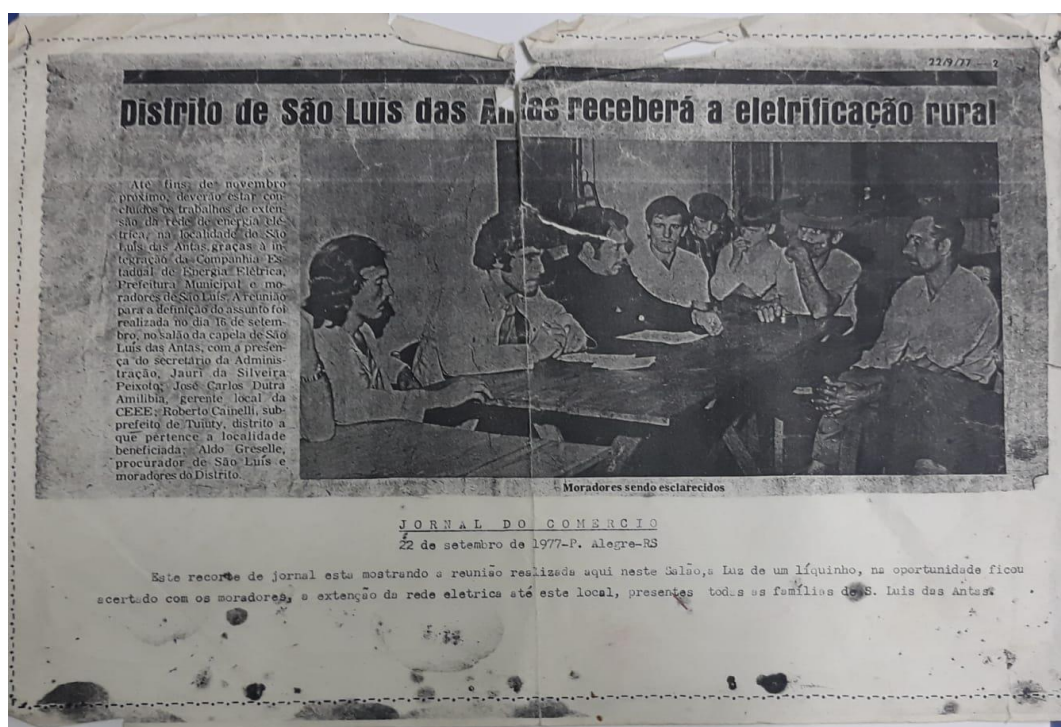 22/9/77 — 2
Distrito de São Luis das Antas receberá a eletrificação rural
Até fins de novembro
próximo, deverão estar con-
cluídos os trabalhos de exten-
são da rede de energia elé-
trica, na localidade do São
Luís das Antas, graças à in-
tegração da Companhia Es-
tadual de Energia Elétrica,
Prefeitura Municipal e mo-
radores de São Luís. A reunião
para a definição do assunto foi
realizada no dia 16 de setem-
bro, no salão da capela de São
Luís das Antas, com a presen-
ça do secretário da Adminis-
tração, Jauri da Silveira
Peixoto; José Carlos Dutra
Amilibia, gerente local da
CEEE; Roberto Cainelli, sub-
prefeito de Tuiuty, distrito a
que pertence a localidade
beneficiada; Aldo Greselle,
procurador de São Luís e
moradores do Distrito.
Moradores sendo esclarecidos
JORNAL DO COMERCIO
22 de setembro de 1977-P. Alegre-RS
Este recorte de jornal esta mostrando a reunião realizada aqui neste Salão,a Luz de um líquinho, na oportunidade ficou
acertado com os moradores, a extenção da rede eletrica até este local, presentes todas as famílias de S. Luis das Antas.